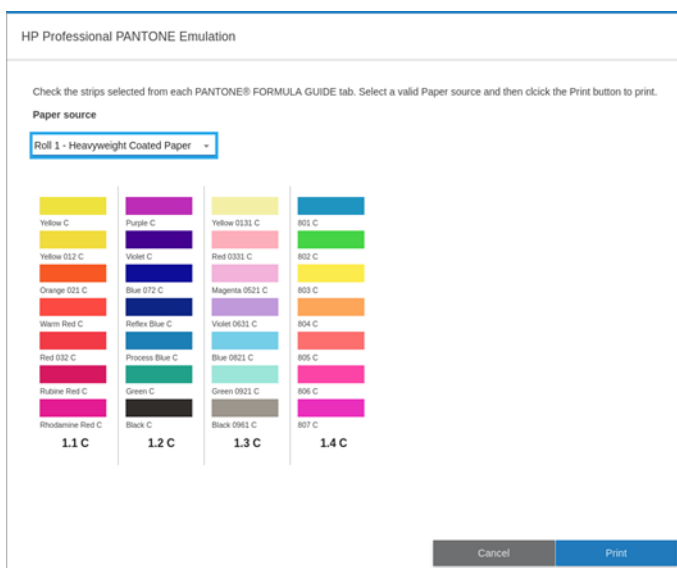 HP Professional PANTONE Emulation
Check the strips selected from each PANTONE® FORMULA GUIDE tab. Select a valid Paper source and then clcick the Print button to print.
Paper source
Roll 1 - Heavyweight Coated Paper
Yellow C
Yellow 012 C
Orange 021 C
Warm Red C
Red 032 C
Rubine Red C
Rhodamine Red C
1.1 C
Purple C
Violet C
Blue 072 C
Reflex Blue C
Process Blue C
Green C
Black C
1.2 C
Yellow 0131 C
Red 0331 C
Magenta 0521 C
Violet 0631 C
Blue 0821 C
Green 0921 C
Black 0961 C
1.3 C
801 C
802 C
803 C
804 C
805 C
806 C
807 C
1.4 C
Cancel
Print